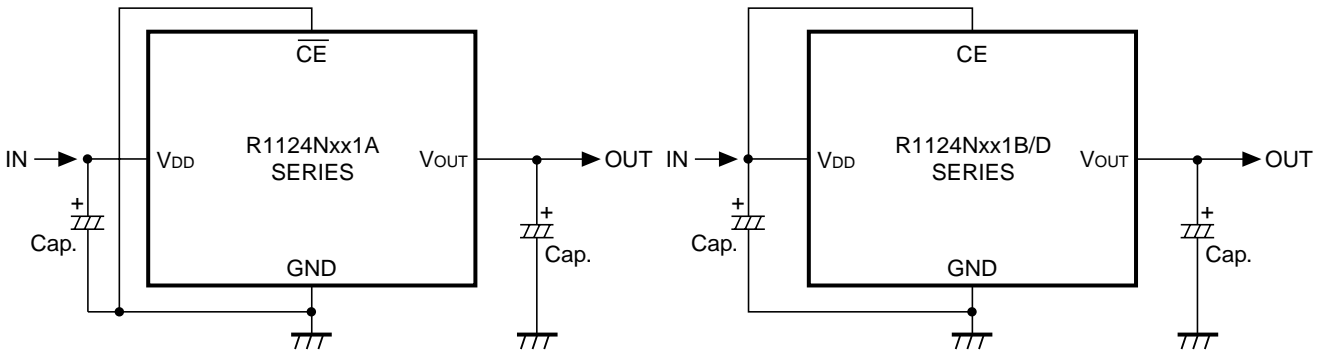 C̅E̅
R1124Nxx1A
SERIES
IN
VDD
VOUT
OUT
+
Cap.
+
Cap.
GND
CE
R1124Nxx1B/D
SERIES
IN
VDD
VOUT
OUT
+
Cap.
+
Cap.
GND